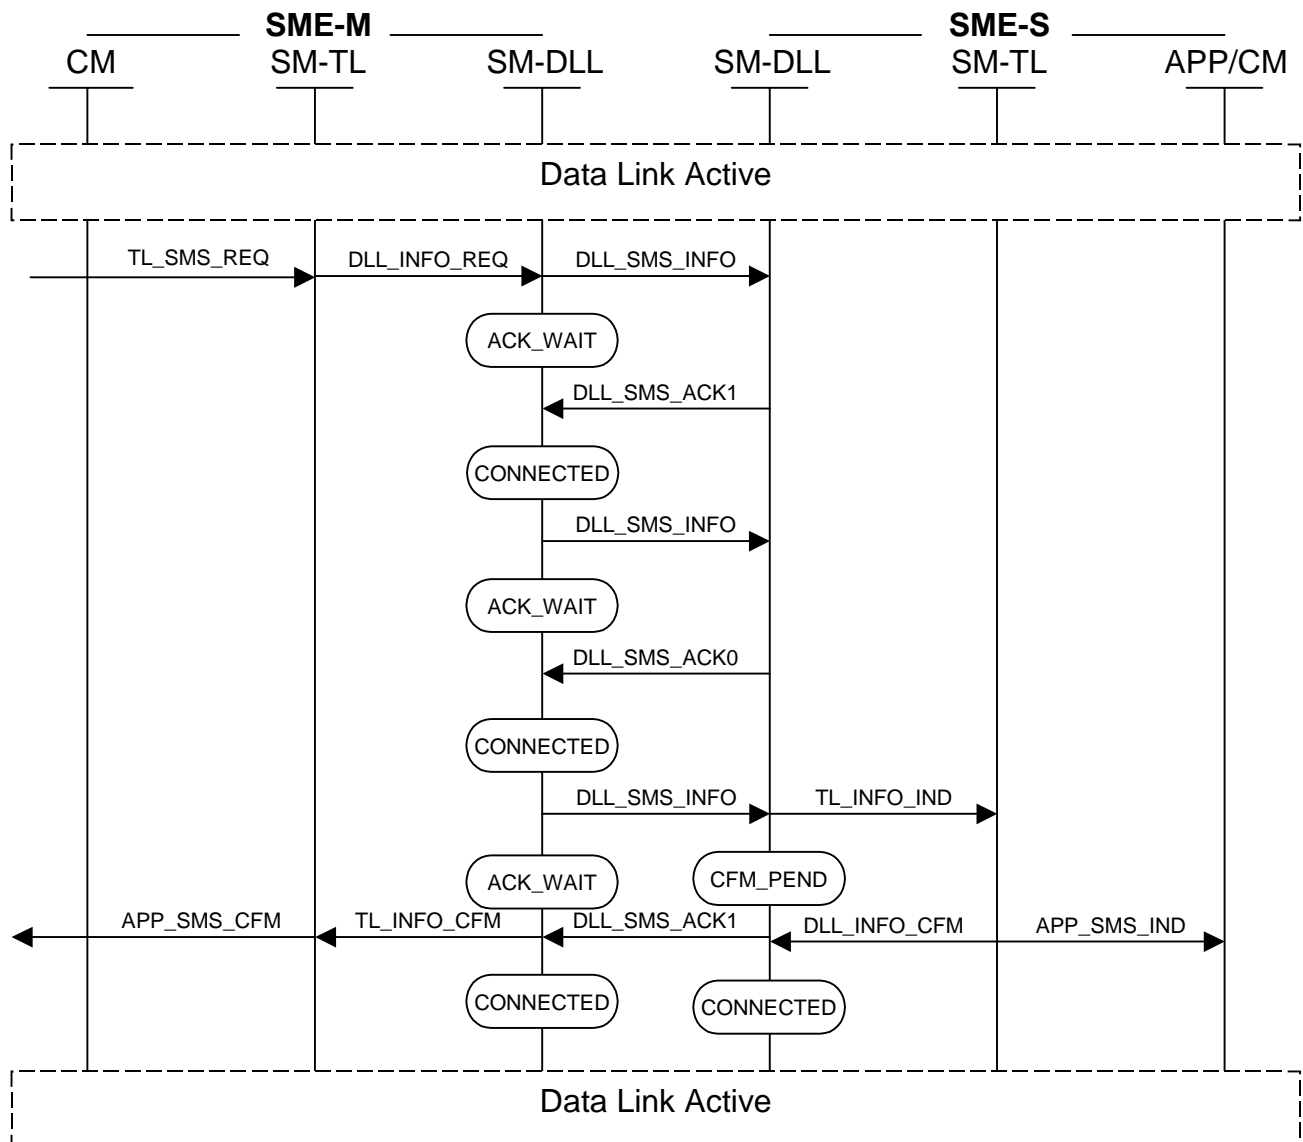 SME-M SME-S
CM SM-TL SM-DLL SM-DLL SM-TL APP/CM
Data Link Active
TL_SMS_REQ DLL_INFO_REQ DLL_SMS_INFO
ACK_WAIT
DLL_SMS_ACK1
CONNECTED
DLL_SMS_INFO
ACK_WAIT
DLL_SMS_ACK0
CONNECTED
DLL_SMS_INFO TL_INFO_IND
ACK_WAIT CFM_PEND
APP_SMS_CFM TL_INFO_CFM DLL_SMS_ACK1 DLL_INFO_CFM APP_SMS_IND
CONNECTED CONNECTED
Data Link Active